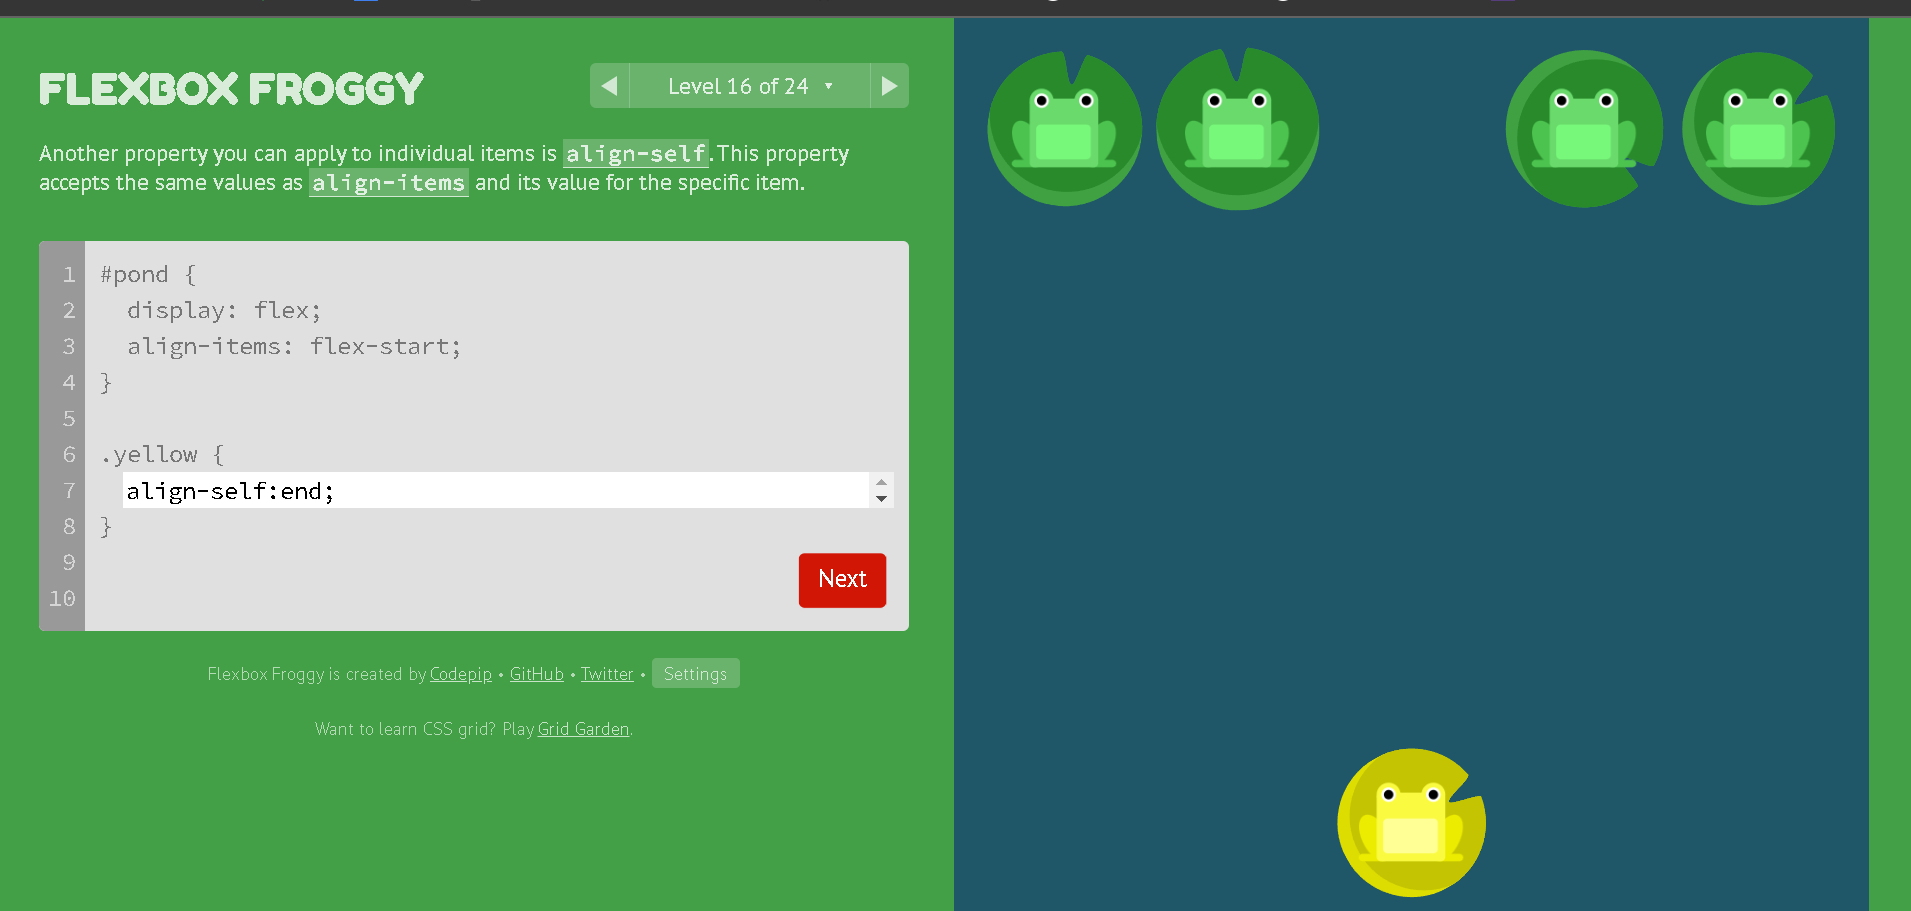 FLEXBOX FROGGY
Level 16 of 24
Another property you can apply to individual items is align-self. This property
accepts the same values as align-items and its value for the specific item.
1 #pond {
2 display: flex;
3 align-items: flex-start;
4 }
5
6 .yellow {
7 align-self:end;
8 }
9
10
Next
Flexbox Froggy is created by Codepip • GitHub • Twitter • Settings
Want to learn CSS grid? Play Grid Garden.